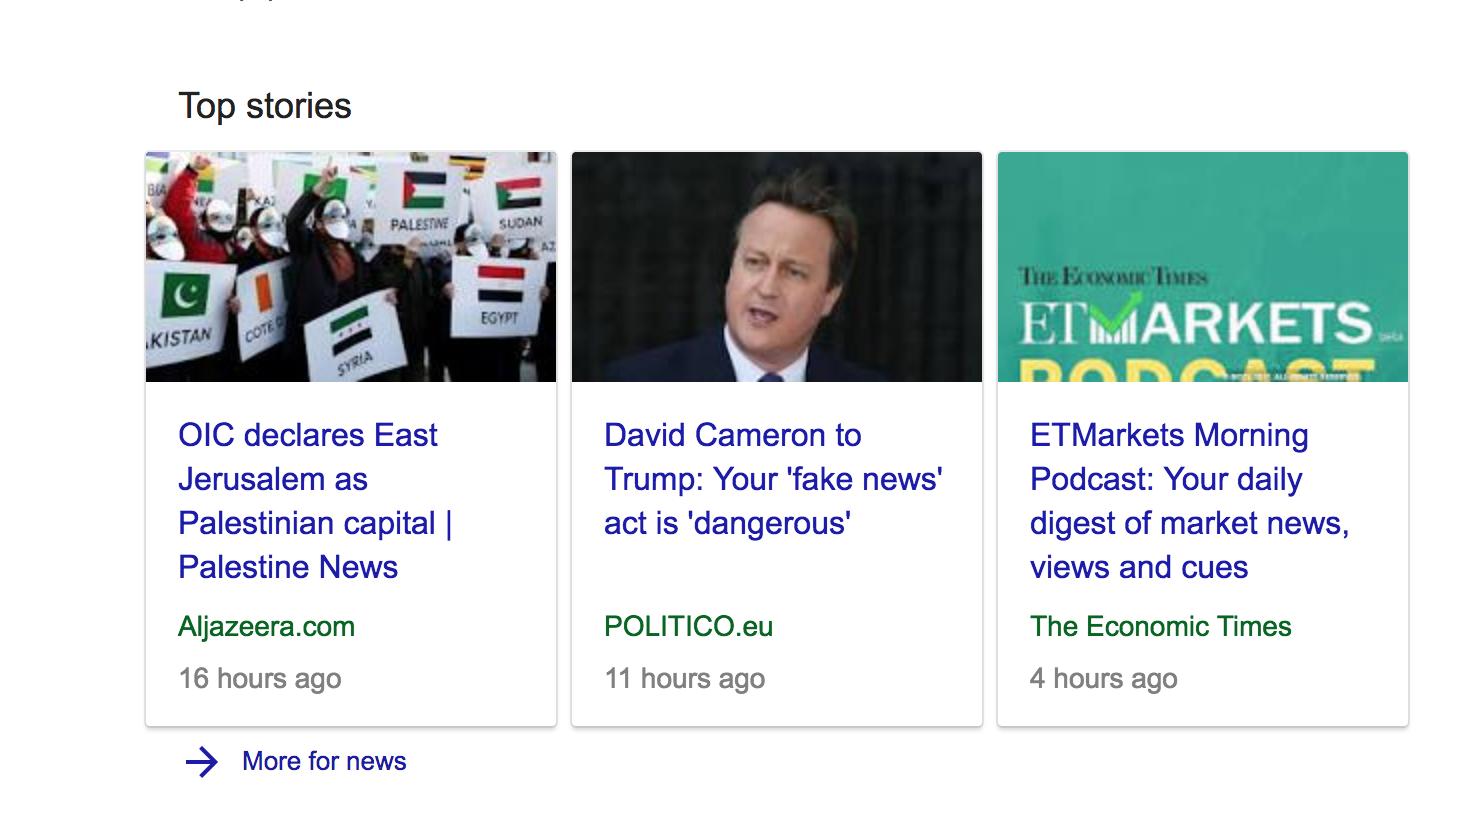 Top stories
PALESTINE
SUDAN
KISTAN
COTE D
SYRIA
EGYPT
THE ECONOMIC TIMES
ETMARKETS
PODCAST
OIC declares East
Jerusalem as
Palestinian capital |
Palestine News
Aljazeera.com
16 hours ago
David Cameron to
Trump: Your 'fake news'
act is 'dangerous'
POLITICO.eu
11 hours ago
ETMarkets Morning
Podcast: Your daily
digest of market news,
views and cues
The Economic Times
4 hours ago
More for news